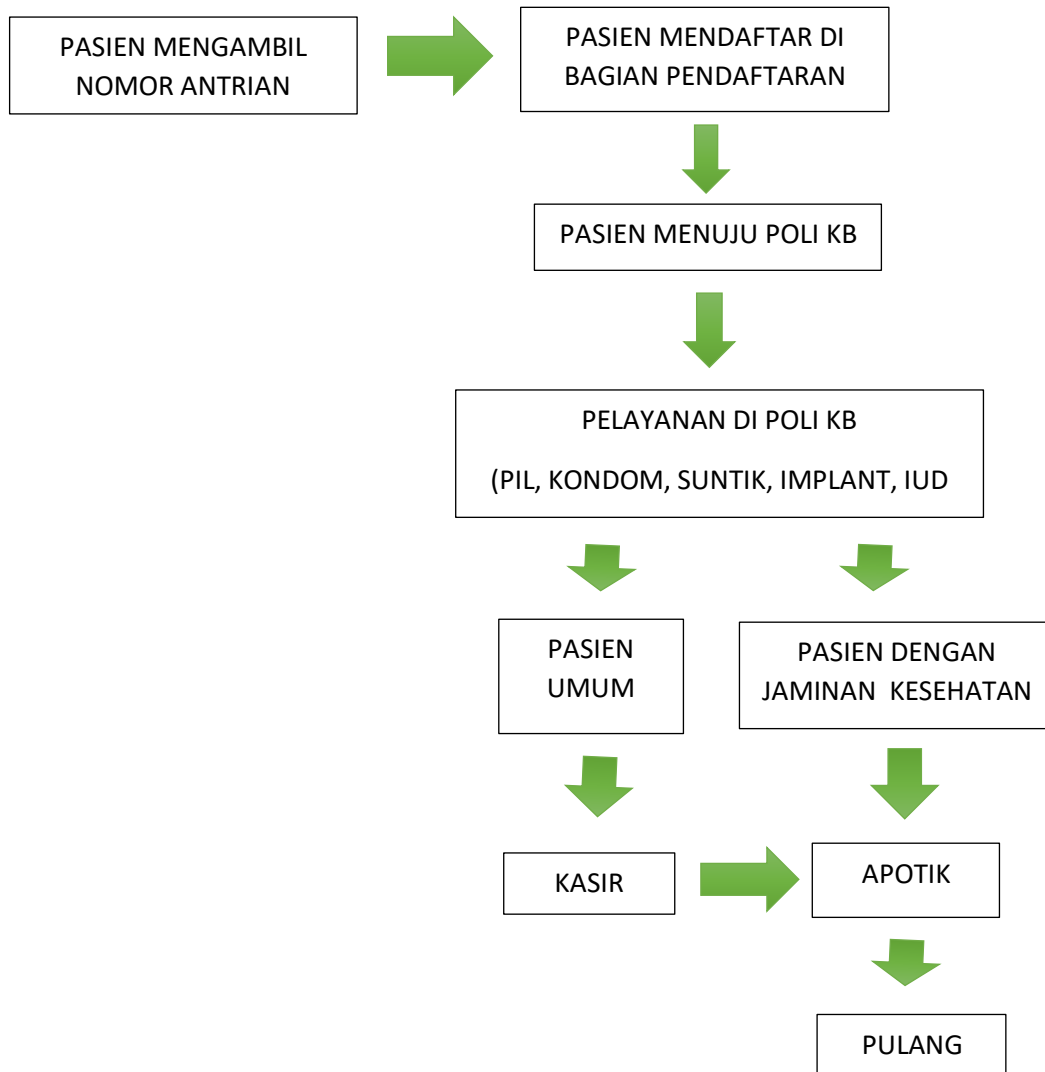 PASIEN MENGAMBIL
NOMOR ANTRIAN
PASIEN MENDAFTAR DI
BAGIAN PENDAFTARAN
PASIEN MENUJU POLI KB
PELAYANAN DI POLI KB
(PIL, KONDOM, SUNTIK, IMPLANT, IUD
PASIEN
UMUM
PASIEN DENGAN
JAMINAN  KESEHATAN
KASIR
APOTIK
PULANG